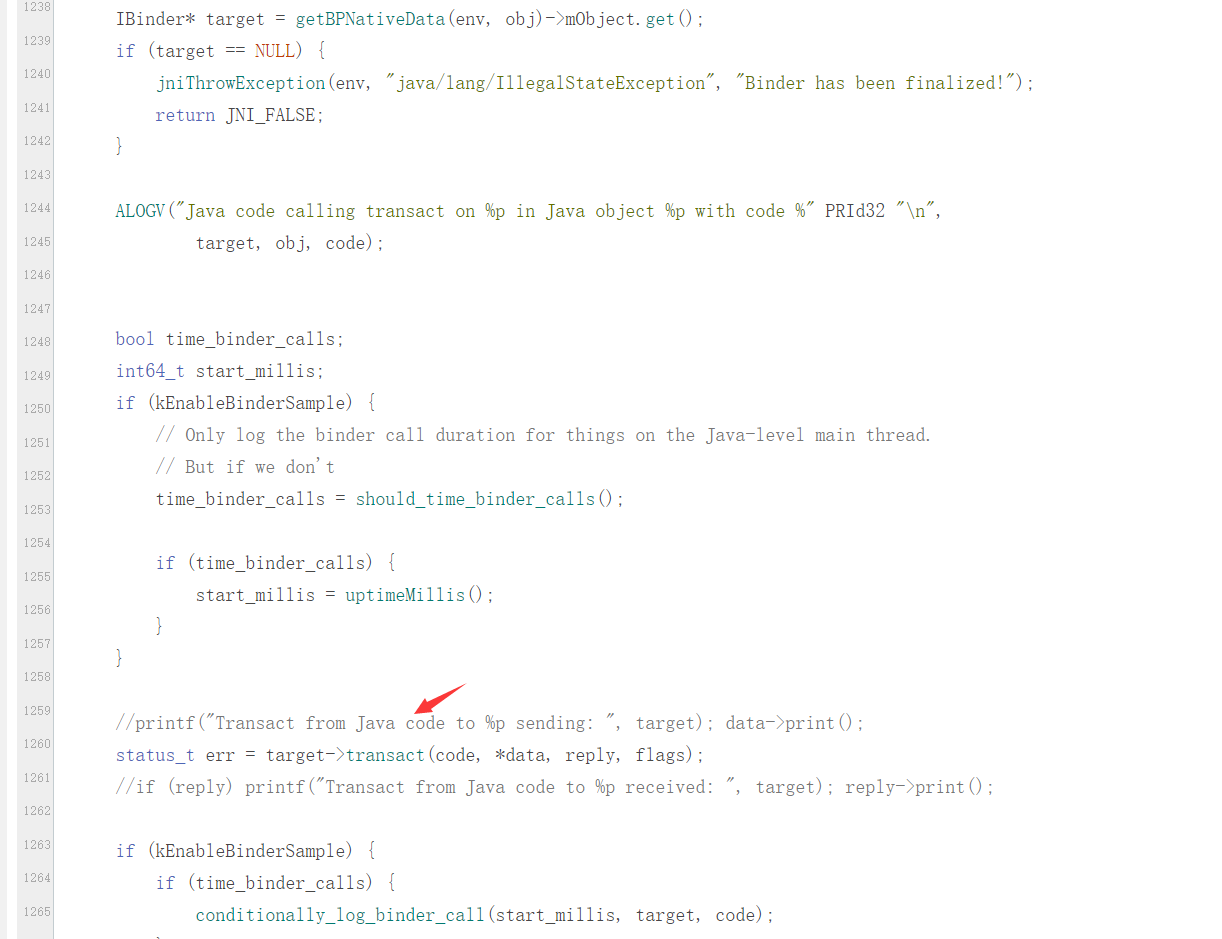 1238
IBinder* target = getBPNativeData(env, obj)->mObject.get();
1239
if (target == NULL) {
1240
jniThrowException(env, "java/lang/IllegalStateException", "Binder has been finalized!");
1241
return JNI_FALSE;
1242
}
1243
1244
ALOGV("Java code calling transact on %p in Java object %p with code %" PRId32 "\n",
1245
target, obj, code);
1246
1247
1248
bool time_binder_calls;
1249
int64_t start_millis;
1250
if (kEnableBinderSample) {
1251
// Only log the binder call duration for things on the Java-level main thread.
1252
// But if we don't
1253
time_binder_calls = should_time_binder_calls();
1254
1255
if (time_binder_calls) {
1256
start_millis = uptimeMillis();
1257
}
1258
}
1259
//printf("Transact from Java code to %p sending: ", target); data->print();
1260
status_t err = target->transact(code, *data, reply, flags);
1261
//if (reply) printf("Transact from Java code to %p received: ", target); reply->print();
1262
1263
if (kEnableBinderSample) {
1264
if (time_binder_calls) {
1265
conditionally_log_binder_call(start_millis, target, code);